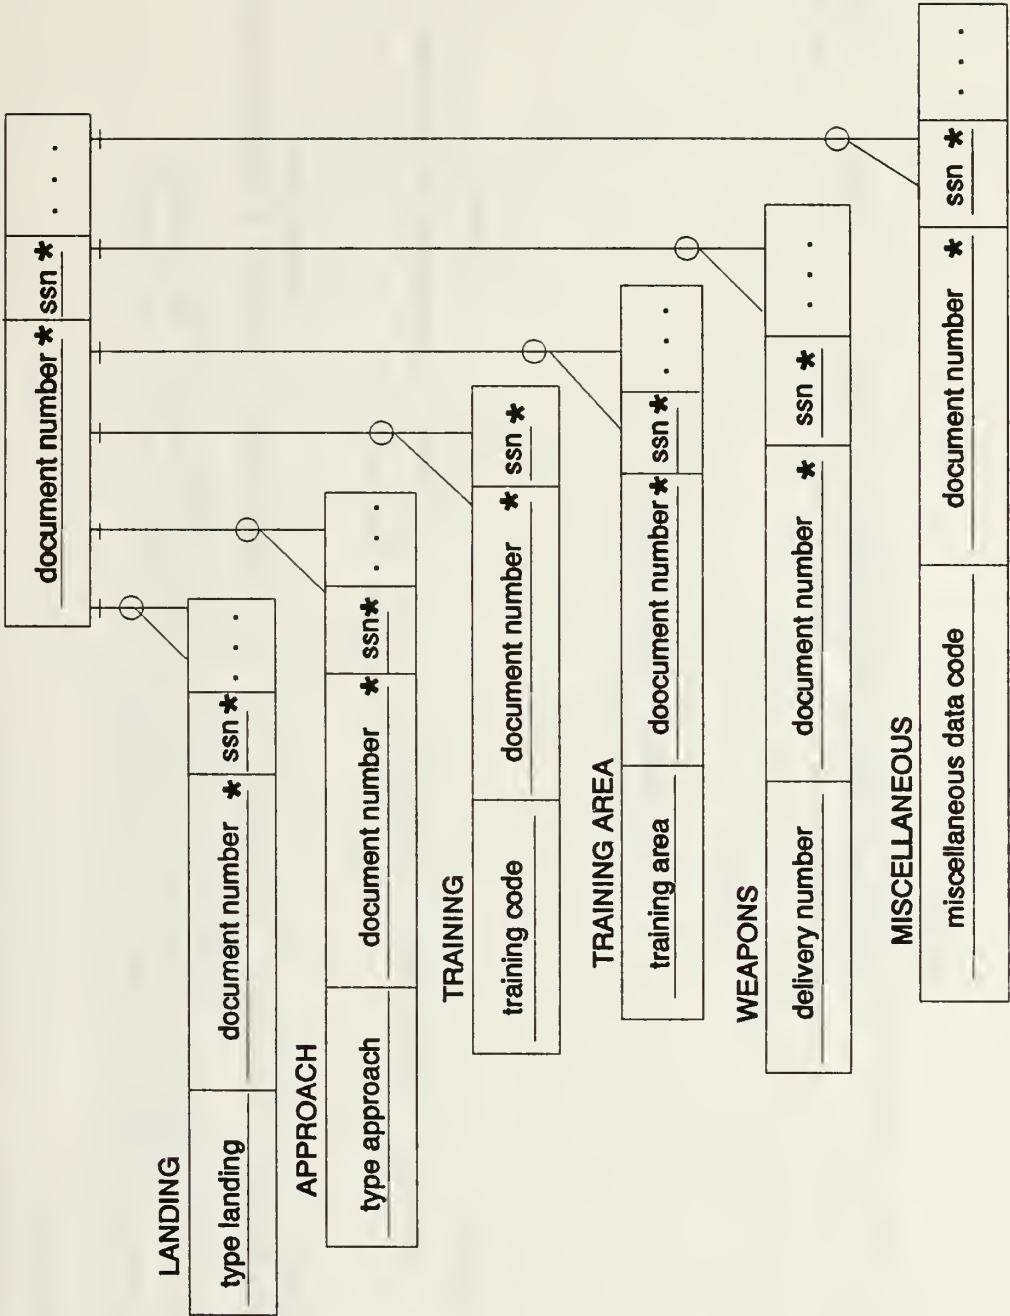 document number * ssn * . . .
LANDING
type landing document number * ssn * . . .
APPROACH
type approach document number * ssn * . . .
TRAINING
training code document number * ssn *
TRAINING AREA
training area doocument number * ssn * . . .
WEAPONS
delivery number document number * ssn * . . .
MISCELLANEOUS
miscellaneous data code document number * ssn * . . .